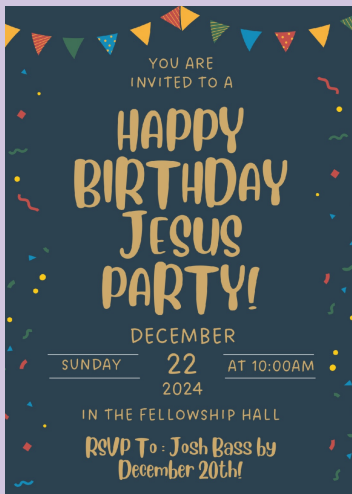 YOU ARE
INVITED TO A
HAPPY
BIRTHDAY
JESUS
PARTY!
DECEMBER
SUNDAY 22 AT 10:00AM
2024
IN THE FELLOWSHIP HALL
RSVP To : Josh Bass by
December 20th!